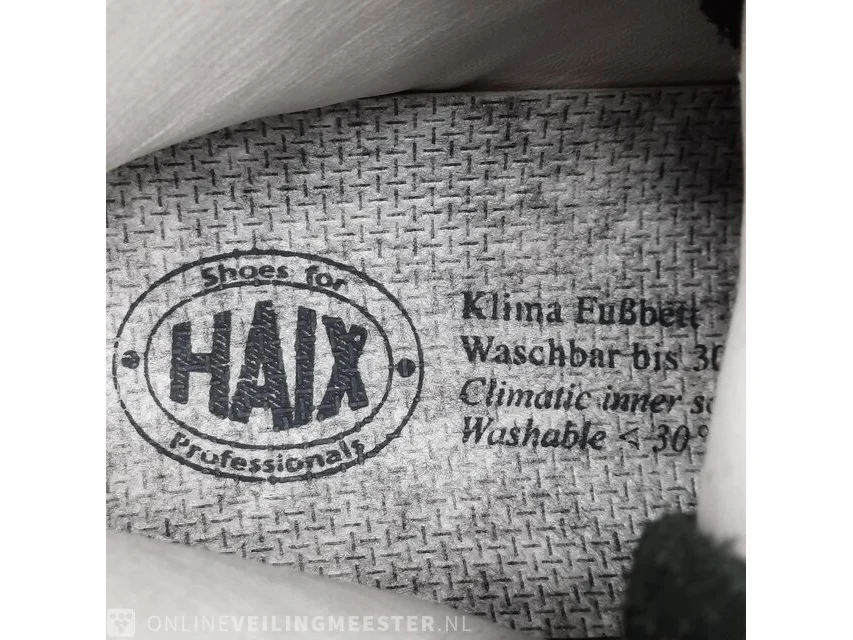 Shoes for
HAIX
Professionals
Klima Fußbett
Waschbar bis 30
Climatic inner
Washable < 30°
ONLINEVEILINGMEESTER.NL